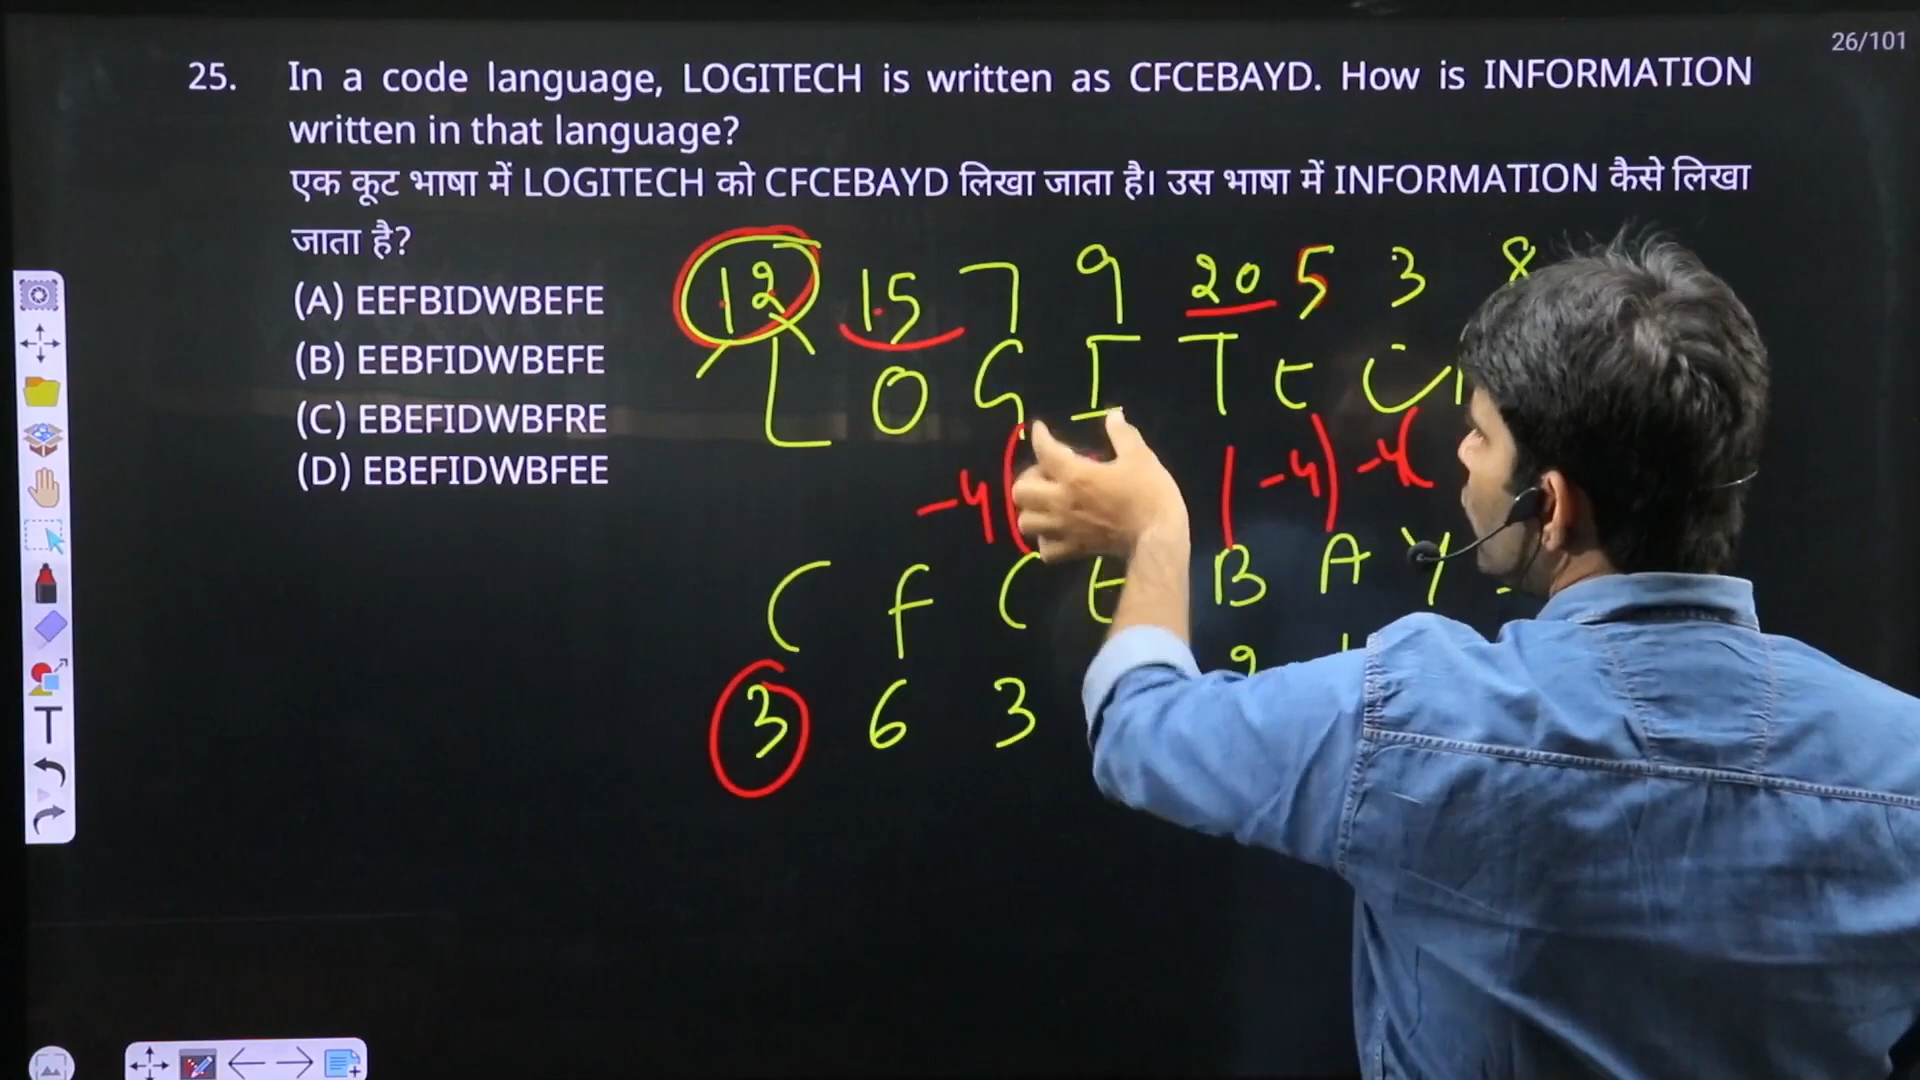 26/101
25. In a code language, LOGITECH is written as CFCEBAYD. How is INFORMATION
written in that language?
एक कूट भाषा में LOGITECH को CFCEBAYD लिखा जाता है। उस भाषा में INFORMATION कैसे लिखा
जाता है?
(A) EEFBIDWBEFE
(B) EEBFIDWBEFE
(C) EBEFIDWBFRE
(D) EBEFIDWBFEE
12 15 7 9 20 5 3 8
L O G I T E C
-4 -4 -4
C F C E B A Y
3 6 3
T